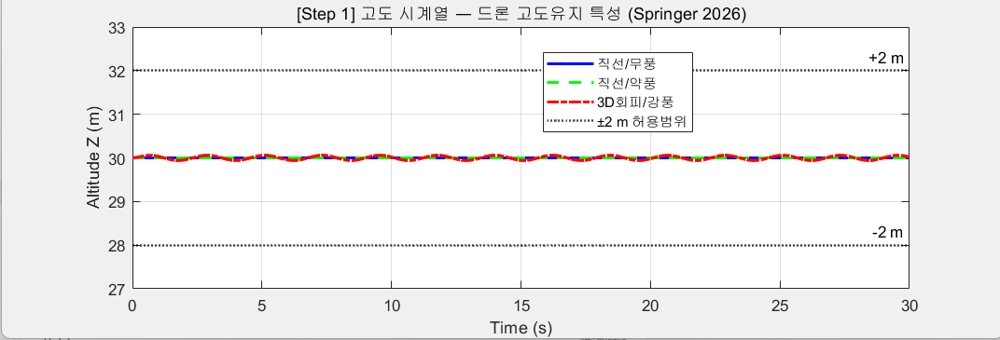 [Step 1] 고도 시계열 — 드론 고도유지 특성 (Springer 2026)
33
32
31
30
29
28
27
Altitude Z (m)
+2 m
직선/무풍
직선/약풍
3D회피/강풍
±2 m 허용범위
-2 m
0 5 10 15 20 25 30
Time (s)